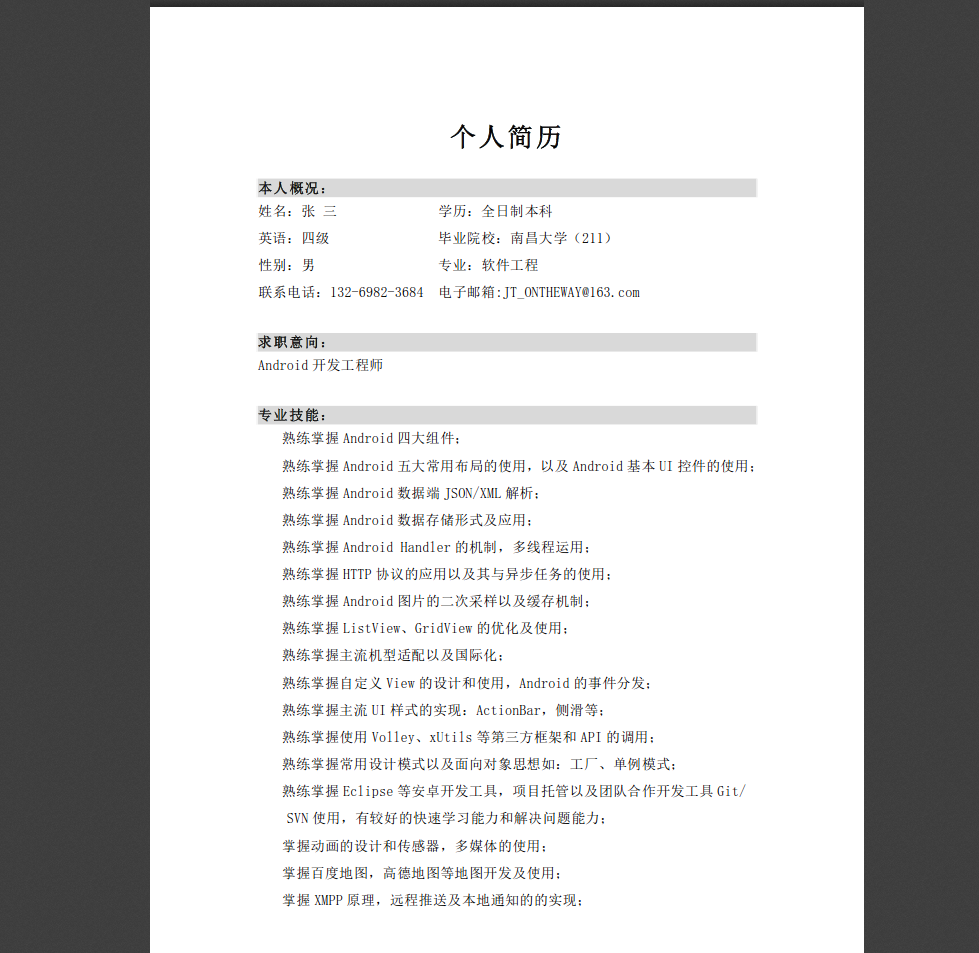 个人简历
本人概况：
姓名：张 三 学历：全日制本科
英语：四级 毕业院校：南昌大学（211）
性别：男 专业：软件工程
联系电话：132-6982-3684 电子邮箱:JT_ONTHEWAY@163.com
求职意向：
Android 开发工程师
专业技能：
熟练掌握 Android 四大组件；
熟练掌握 Android 五大常用布局的使用，以及 Android 基本 UI 控件的使用；
熟练掌握 Android 数据端 JSON/XML 解析；
熟练掌握 Android 数据存储形式及应用；
熟练掌握 Android Handler 的机制，多线程运用；
熟练掌握 HTTP 协议的应用以及其与异步任务的使用；
熟练掌握 Android 图片的二次采样以及缓存机制；
熟练掌握 ListView、GridView 的优化及使用；
熟练掌握主流机型适配以及国际化；
熟练掌握自定义 View 的设计和使用，Android 的事件分发；
熟练掌握主流 UI 样式的实现：ActionBar，侧滑等；
熟练掌握使用 Volley、xUtils 等第三方框架和 API 的调用；
熟练掌握常用设计模式以及面向对象思想如：工厂、单例模式；
熟练掌握 Eclipse 等安卓开发工具，项目托管以及团队合作开发工具 Git/
SVN 使用，有较好的快速学习能力和解决问题能力；
掌握动画的设计和传感器，多媒体的使用；
掌握百度地图，高德地图等地图开发及使用；
掌握 XMPP 原理，远程推送及本地通知的的实现；